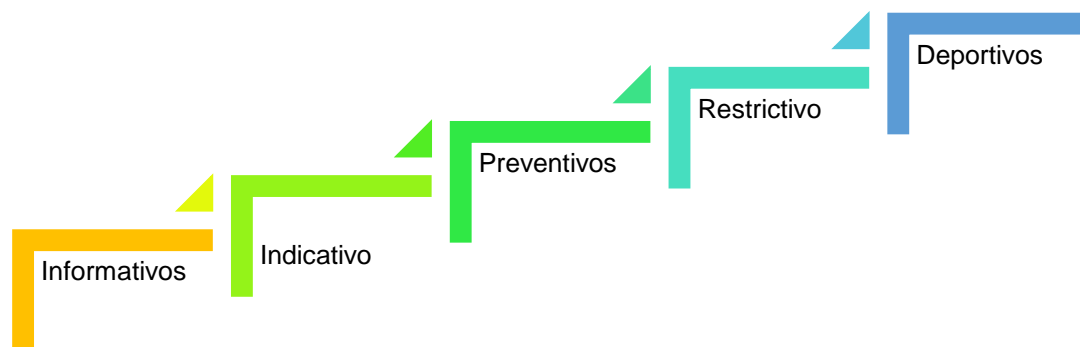 Informativos
Indicativo
Preventivos
Restrictivo
Deportivos